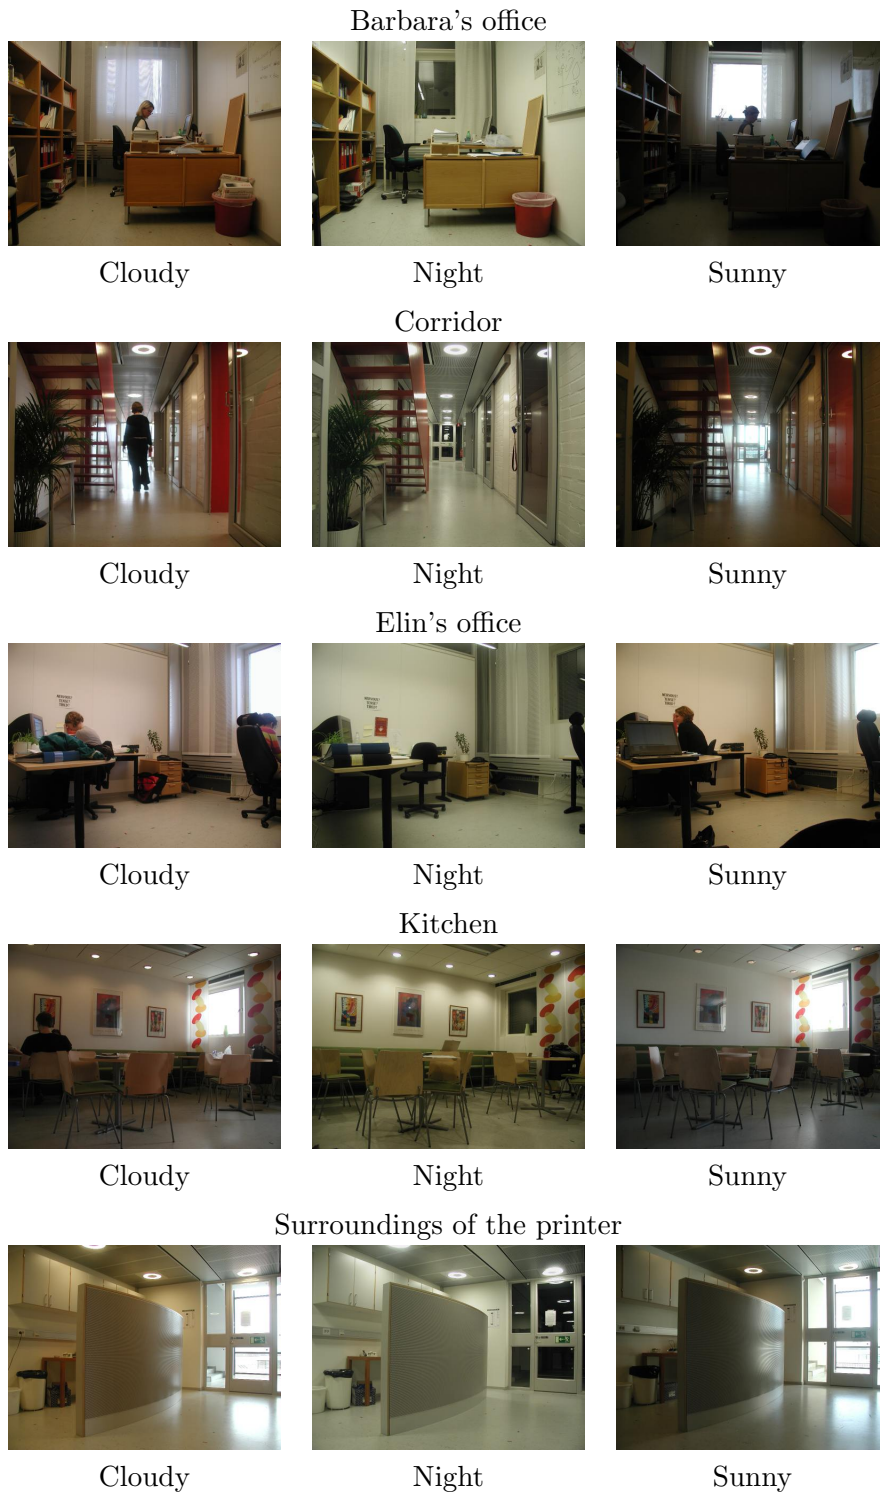 Barbara's office
Cloudy Night Sunny
Corridor
Cloudy Night Sunny
Elin's office
Cloudy Night Sunny
Kitchen
Cloudy Night Sunny
Surroundings of the printer
Cloudy Night Sunny